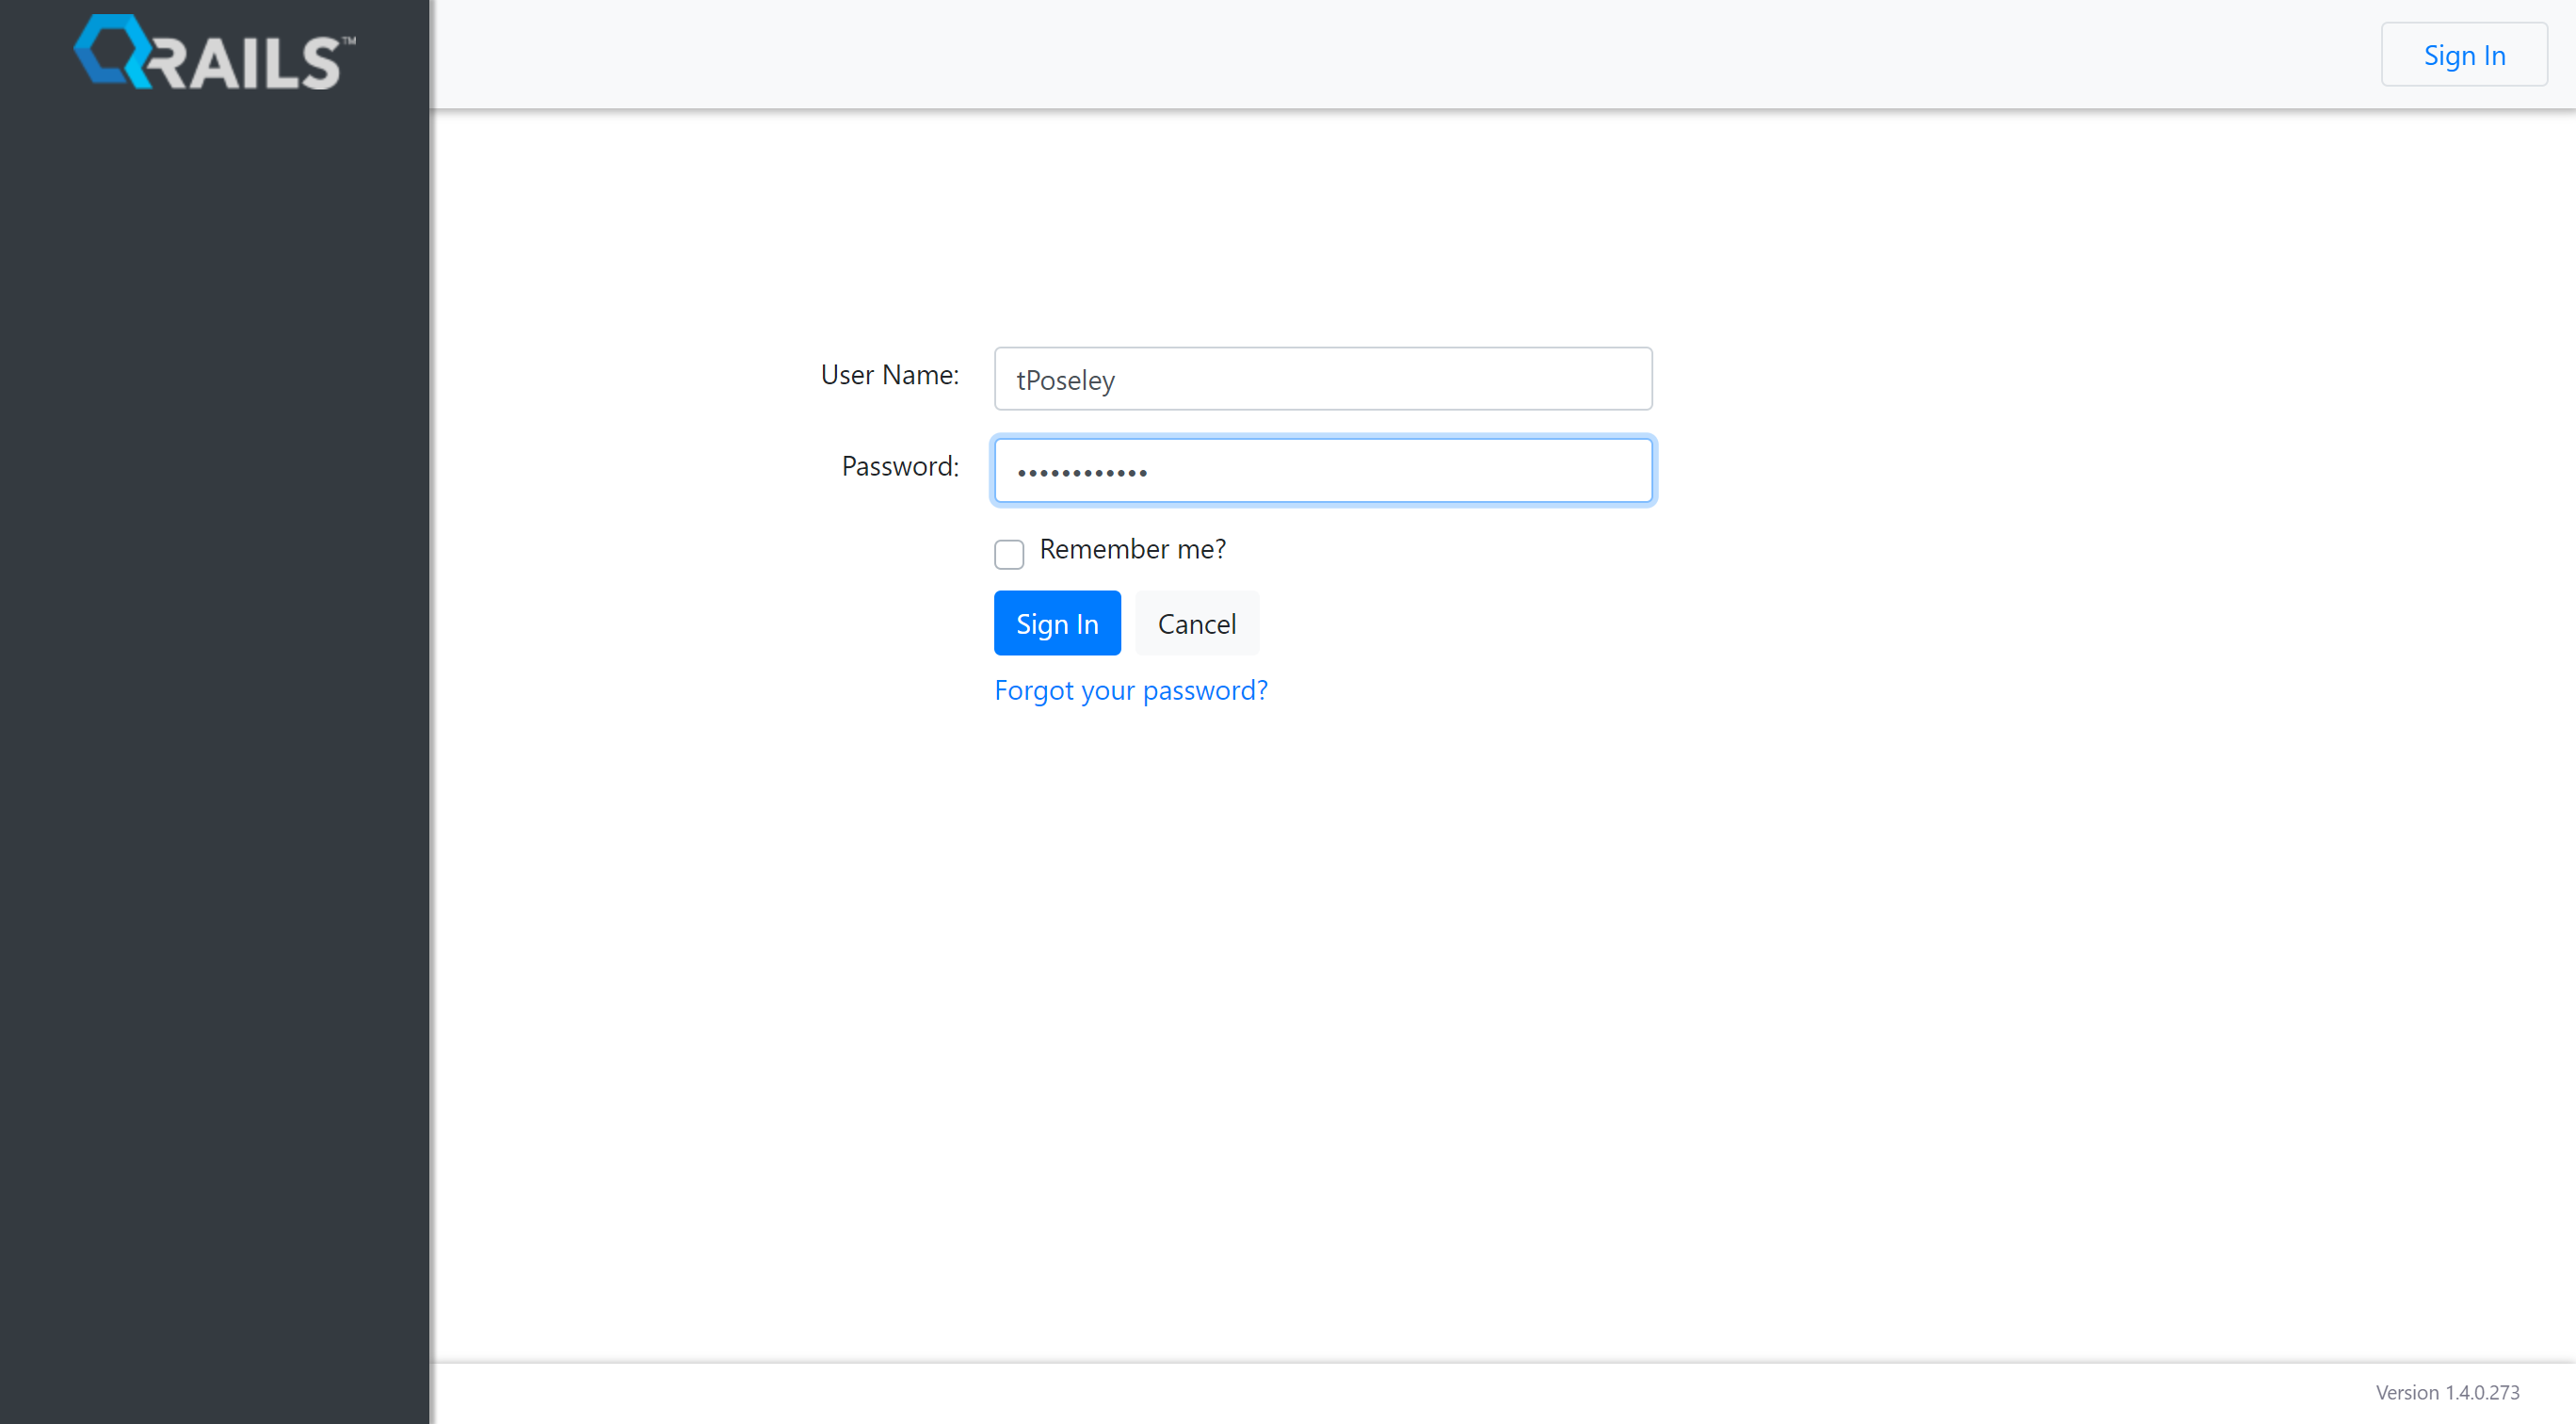 QRAILS™
Sign In
User Name:
tPoseley
Password:
••••••••••••
Remember me?
Sign In
Cancel
Forgot your password?
Version 1.4.0.273